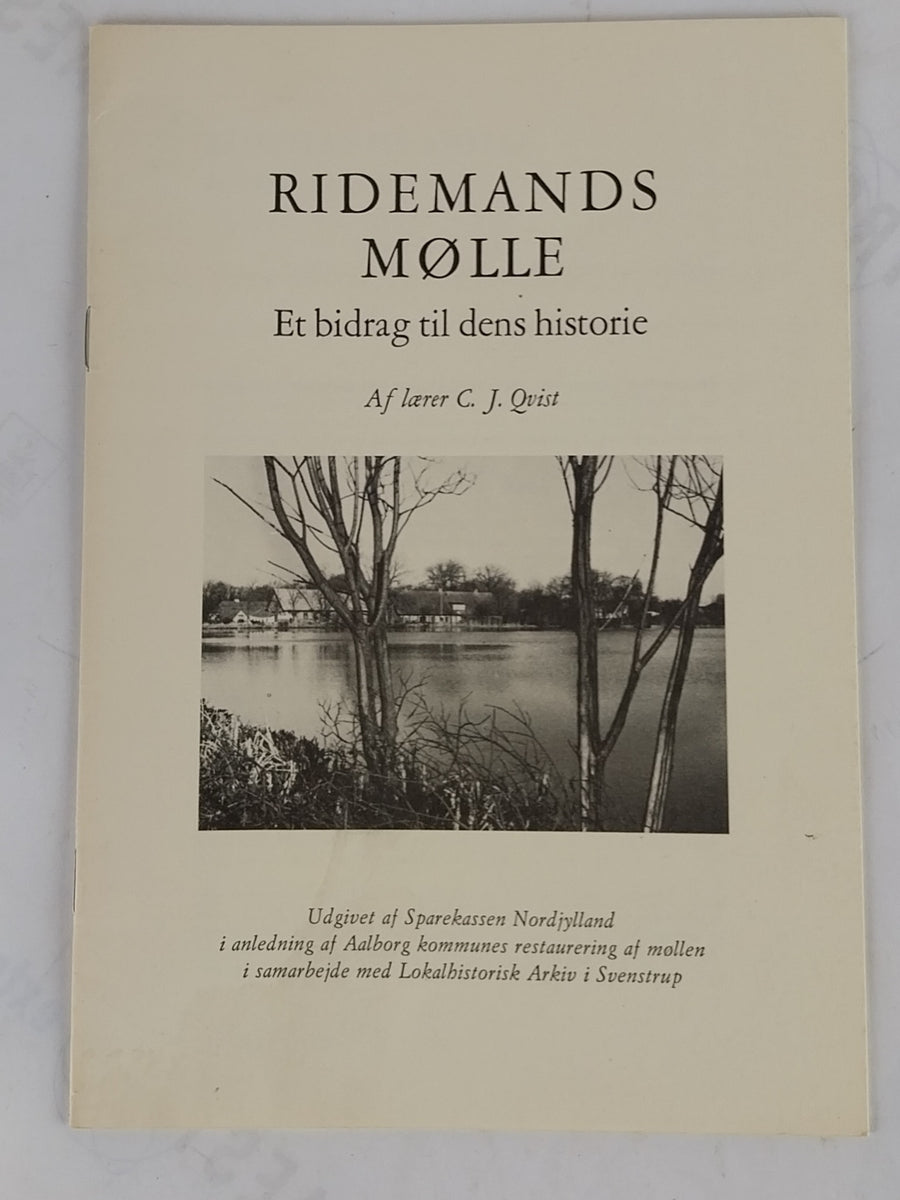 RIDEMANDS
MØLLE
Et bidrag til dens historie
Af lærer C. J. Qvist
Udgivet af Sparekassen Nordjylland
i anledning af Aalborg kommunes restaurering af møllen
i samarbejde med Lokalhistorisk Arkiv i Svenstrup